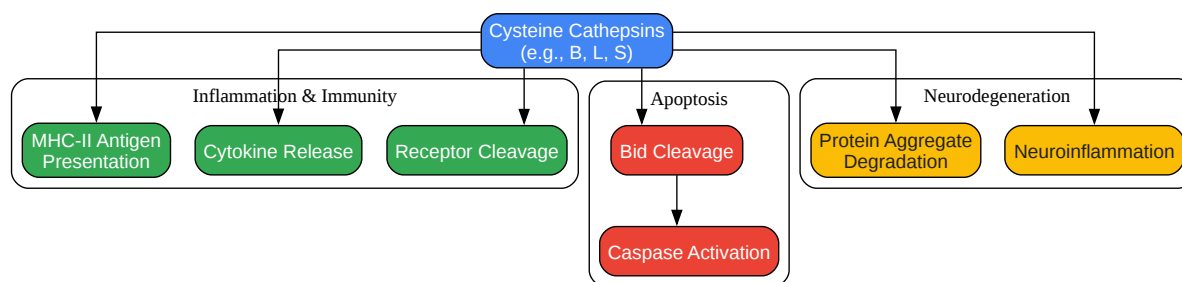 Cysteine Cathepsins
(e.g., B, L, S)
Inflammation & Immunity
MHC-II Antigen
Presentation
Cytokine Release
Receptor Cleavage
Apoptosis
Bid Cleavage
Caspase Activation
Neurodegeneration
Protein Aggregate
Degradation
Neuroinflammation